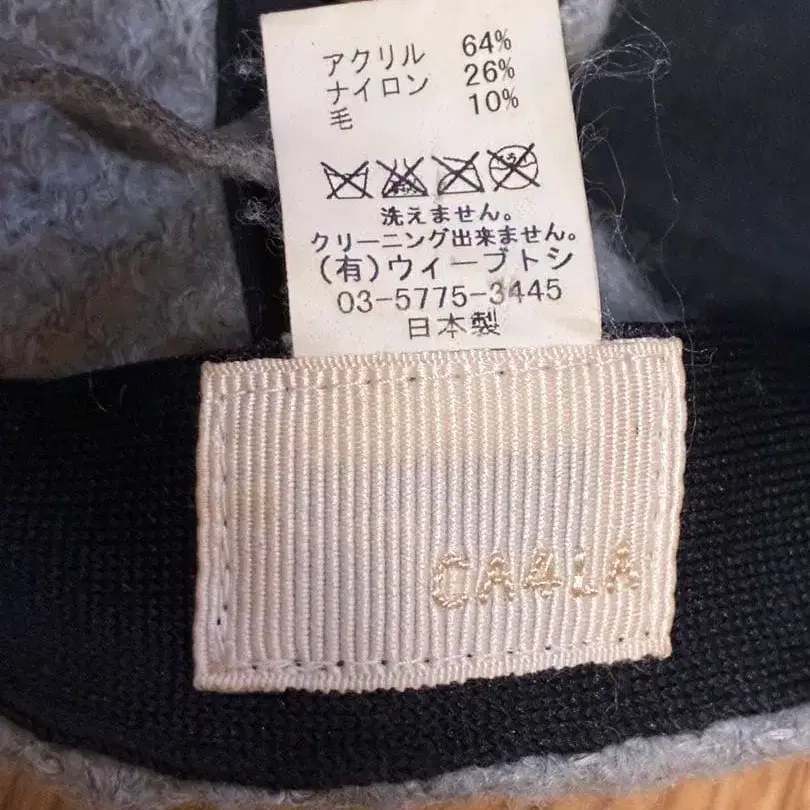 アクリル 64%
ナイロン 26%
毛 10%
洗えません。
クリーニング出来ません。
(有)ウィーブトシ
03-5775-3445
日本製
CA4LA